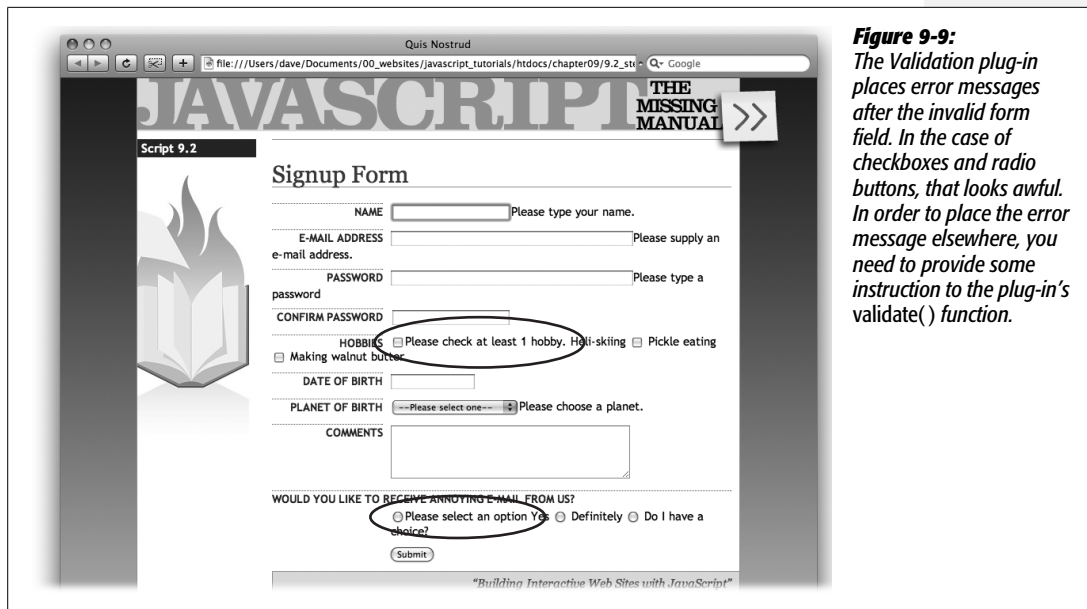 Quis Nostrud
file:///Users/dave/Documents/00_websites/javascript_tutorials/htdocs/chapter09/9.2_ste
Google
JAVASCRIPT
THE
MISSING
MANUAL
>>
Script 9.2
Signup Form
NAME Please type your name.
E-MAIL ADDRESS Please supply an
e-mail address.
PASSWORD Please type a
password
CONFIRM PASSWORD
HOBBIES Please check at least 1 hobby. Heli-skiing Pickle eating
Making walnut butter
DATE OF BIRTH
PLANET OF BIRTH --Please select one-- Please choose a planet.
COMMENTS
WOULD YOU LIKE TO RECEIVE ANNOYING E-MAIL FROM US?
Please select an option Yes Definitely Do I have a
choice?
Submit
"Building Interactive Web Sites with JavaScript"
Figure 9-9:
The Validation plug-in
places error messages
after the invalid form
field. In the case of
checkboxes and radio
buttons, that looks awful.
In order to place the error
message elsewhere, you
need to provide some
instruction to the plug-in's
validate( ) function.